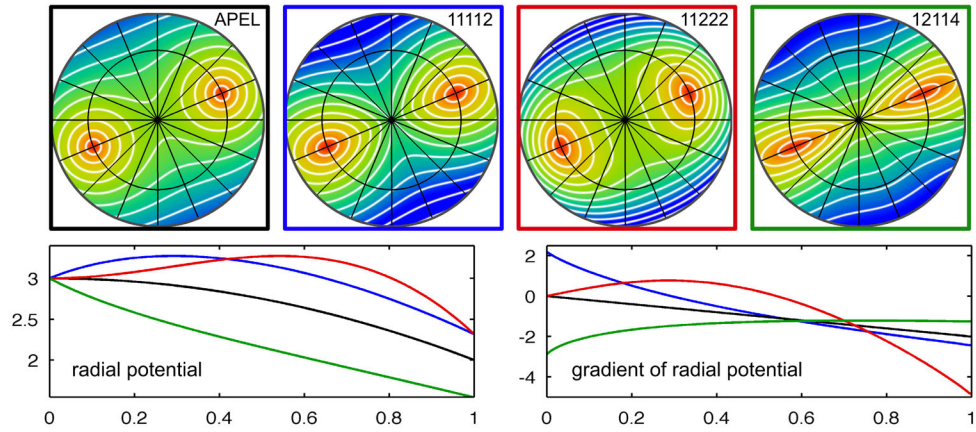 APEL 11112 11222 12114
3 2
0
2.5
-2
2 radial potential
-4 gradient of radial potential
0 0.2 0.4 0.6 0.8 1 0 0.2 0.4 0.6 0.8 1